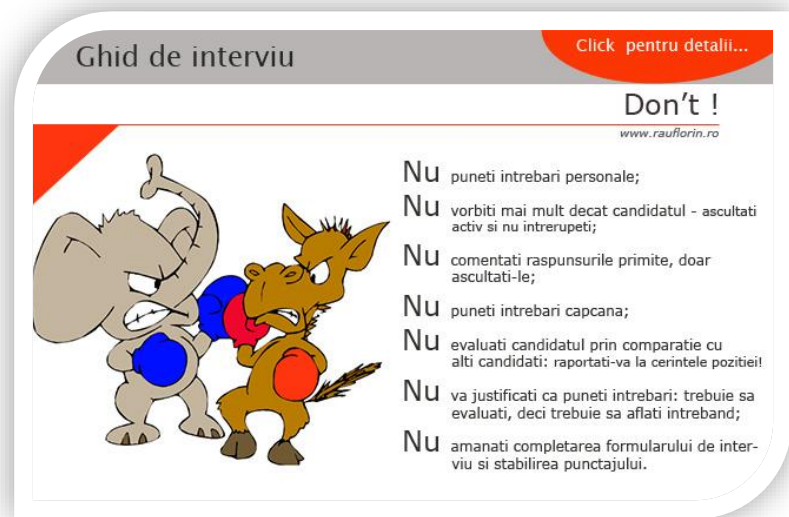 Ghid de interviu
Click pentru detalii...
Don't !
www.rauflorin.ro
Nu puneti intrebari personale;
Nu vorbiti mai mult decat candidatul - ascultati
activ si nu intrerupeti;
Nu comentati raspunsurile primite, doar
ascultati-le;
Nu puneti intrebari capcana;
Nu evaluati candidatul prin comparatie cu
alti candidati: raportati-va la cerintele pozitiei!
Nu va justificati ca puneti intrebari: trebuie sa
evaluati, deci trebuie sa aflati intreband;
Nu amanati completarea formularului de inter-
viu si stabilirea punctajului.